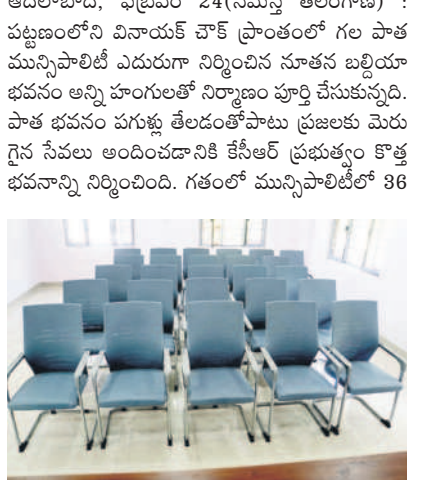 ఆదిలాబాద్, ఫిబ్రవరి 24(నమస్తే తెలంగాణ) :
పట్టణంలోని వినాయక్ చౌక్ ప్రాంతంలో గల పాత
మున్సిపాలిటీ ఎదురుగా నిర్మించిన నూతన బల్దియా
భవనం అన్ని హంగులతో నిర్మాణం పూర్తి చేసుకున్నది.
పాత భవనం పగుళ్లు తేలడంతోపాటు ప్రజలకు మెరు
గైన సేవలు అందించడానికి కేసీఆర్ ప్రభుత్వం కొత్త
భవనాన్ని నిర్మించింది. గతంలో మున్సిపాలిటీలో 36